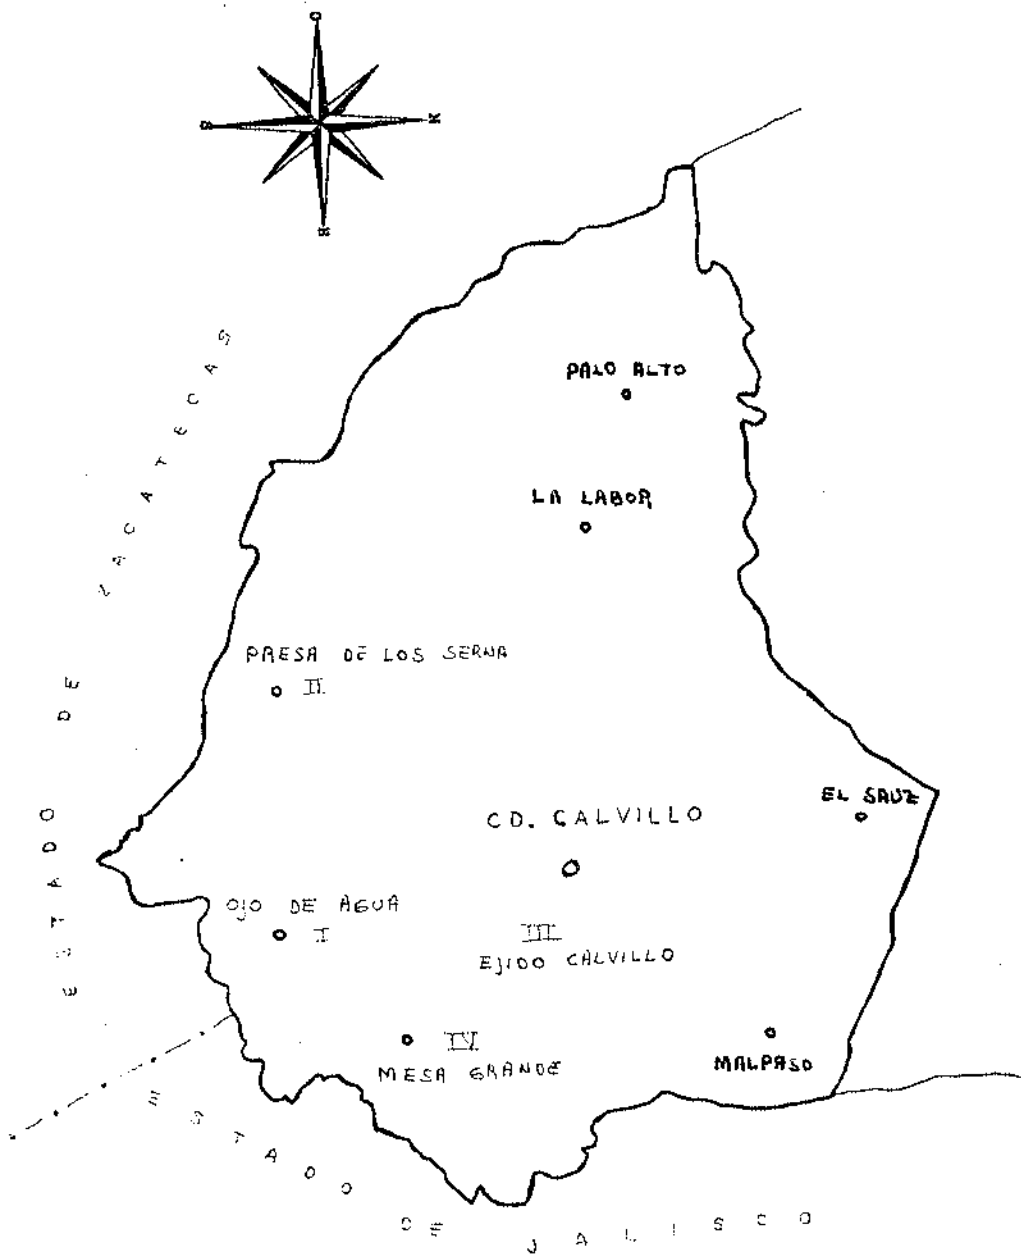 ESTADO DE ZACATECAS
PALO ALTO
LA LABOR
PRESA DE LOS SERNA
II
EL SAUZ
CD. CALVILLO
OJO DE AGUA
I
III
EJIDO CALVILLO
IV
MESA GRANDE
MALPASO
ESTADO DE JALISCO